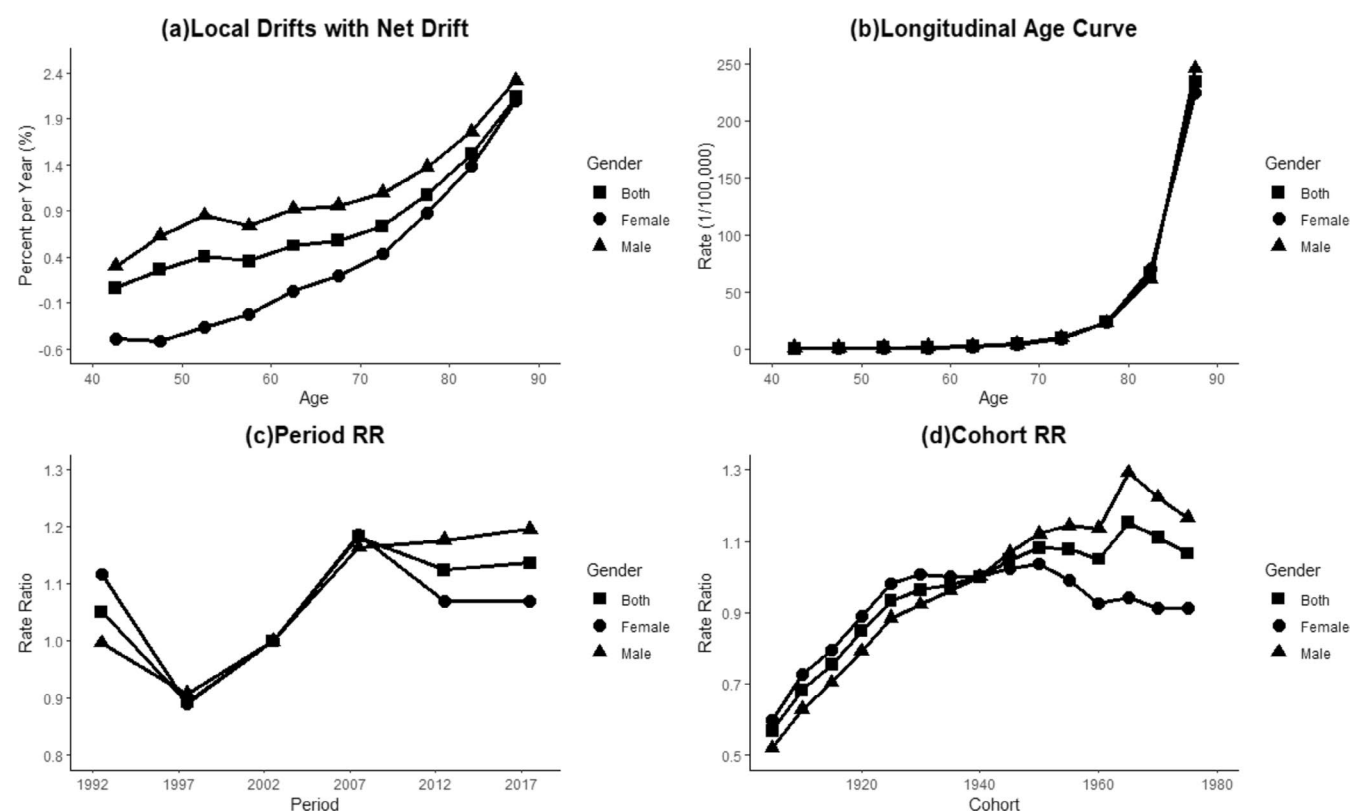 (a)Local Drifts with Net Drift
Percent per Year (%)
2.4
1.9
1.4
0.9
0.4
-0.1
-0.6
40
50
60
70
80
90
Age
Gender
Both
Female
Male
(b)Longitudinal Age Curve
Rate (1/100,000)
250
200
150
100
50
0
40
50
60
70
80
90
Age
Gender
Both
Female
Male
(c)Period RR
Rate Ratio
1.3
1.2
1.1
1.0
0.9
0.8
1992
1997
2002
2007
2012
2017
Period
Gender
Both
Female
Male
(d)Cohort RR
Rate Ratio
1.3
1.1
0.9
0.7
0.5
1920
1940
1960
1980
Cohort
Gender
Both
Female
Male